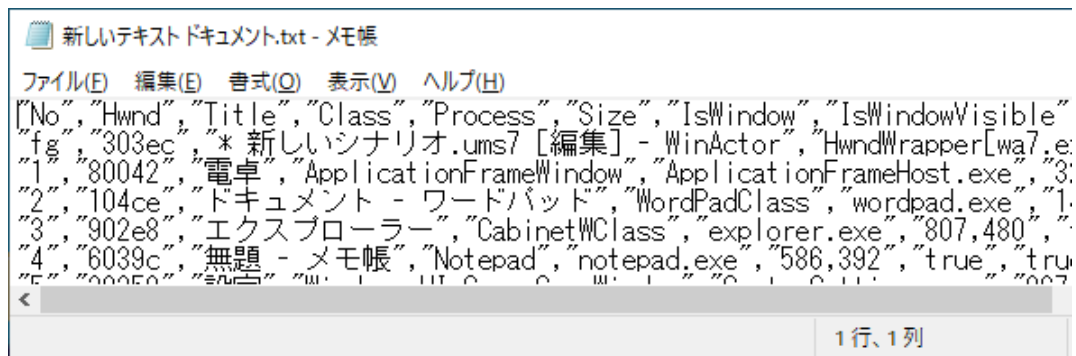 新しいテキスト ドキュメント.txt - メモ帳
ファイル(F) 編集(E) 書式(O) 表示(V) ヘルプ(H)
"No","Hwnd","Title","Class","Process","Size","IsWindow","IsWindowVisible"
"fg","303ec","* 新しいシナリオ.ums7 [編集] - WinActor","HwndWrapper[wa7.ex
"1","80042","電卓","ApplicationFrameWindow","ApplicationFrameHost.exe","32
"2","104ce","ドキュメント - ワードパッド","WordPadClass","wordpad.exe","14
"3","902e8","エクスプローラー","CabinetWClass","explorer.exe","807,480","
"4","6039c","無題 - メモ帳","Notepad","notepad.exe","586,392","true","tru
1 行、1 列